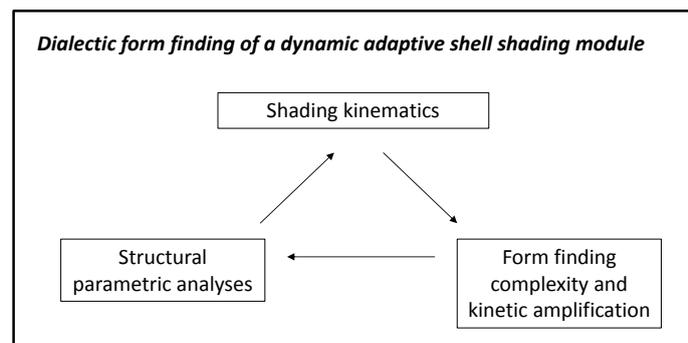 Dialectic form finding of a dynamic adaptive shell shading module
Shading kinematics
Structural
parametric analyses
Form finding
complexity and
kinetic amplification